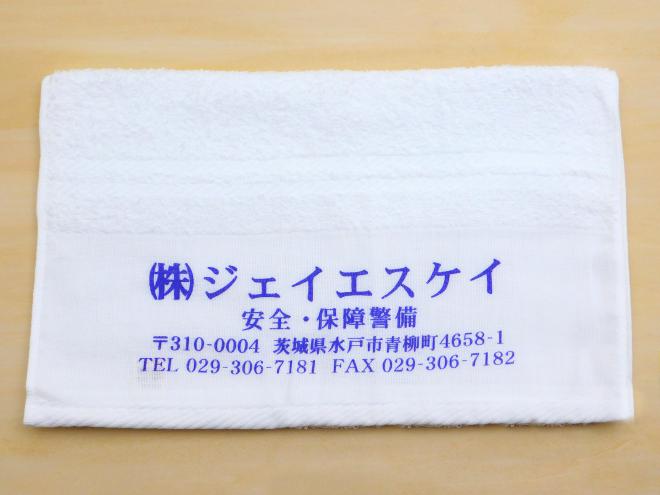 ㈱ジェイエスケイ
安全・保障警備
〒310-0004 茨城県水戸市青柳町4658-1
TEL 029-306-7181 FAX 029-306-7182